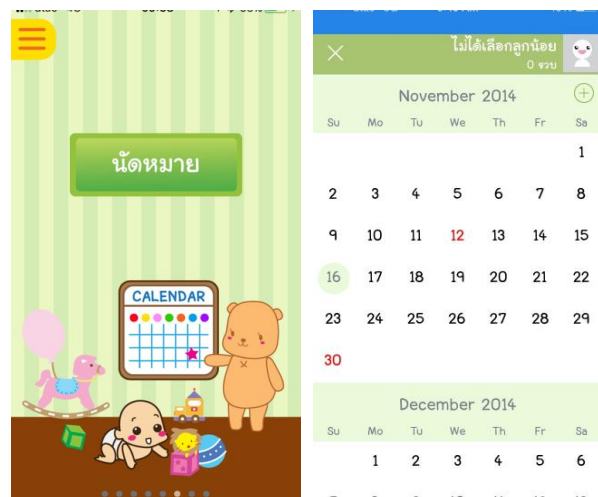 นัดหมาย
CALENDAR
ไม่ได้เลือกลูกน้อย
0 ขวบ
November 2014
Su Mo Tu We Th Fr Sa
1
2 3 4 5 6 7 8
9 10 11 12 13 14 15
16 17 18 19 20 21 22
23 24 25 26 27 28 29
30
December 2014
Su Mo Tu We Th Fr Sa
1 2 3 4 5 6